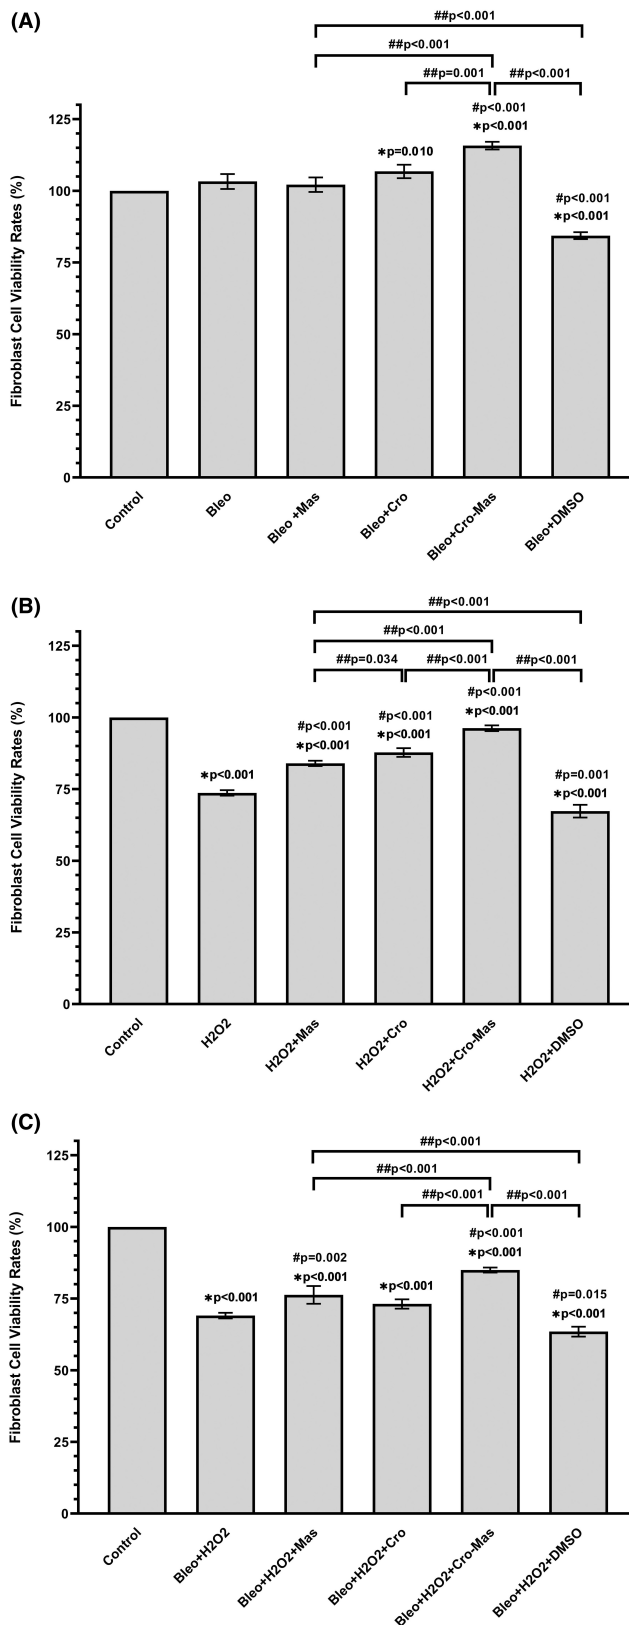 (A)
##p<0.001
##p<0.001
##p=0.001 ##p<0.001
#p<0.001
∗p<0.001
∗p=0.010
#p<0.001
∗p<0.001
Fibroblast Cell Viability Rates (%)
125
100
75
50
25
0
Control
Bleo
Bleo +Mas
Bleo+Cro
Bleo+Cro-Mas
Bleo+DMSO
(B)
##p<0.001
##p<0.001
##p=0.034 ##p<0.001 ##p<0.001
#p<0.001
∗p<0.001
#p<0.001
∗p<0.001
#p<0.001
∗p<0.001
∗p<0.001
#p=0.001
∗p<0.001
Fibroblast Cell Viability Rates (%)
125
100
75
50
25
0
Control
H2O2
H2O2+Mas
H2O2+Cro
H2O2+Cro-Mas
H2O2+DMSO
(C)
##p<0.001
##p<0.001
##p<0.001 ##p<0.001
#p<0.001
∗p<0.001
#p=0.002
∗p<0.001
∗p<0.001
∗p<0.001
#p=0.015
∗p<0.001
Fibroblast Cell Viability Rates (%)
125
100
75
50
25
0
Control
Bleo+H2O2
Bleo+H2O2+Mas
Bleo+H2O2+Cro
Bleo+H2O2+Cro-Mas
Bleo+H2O2+DMSO